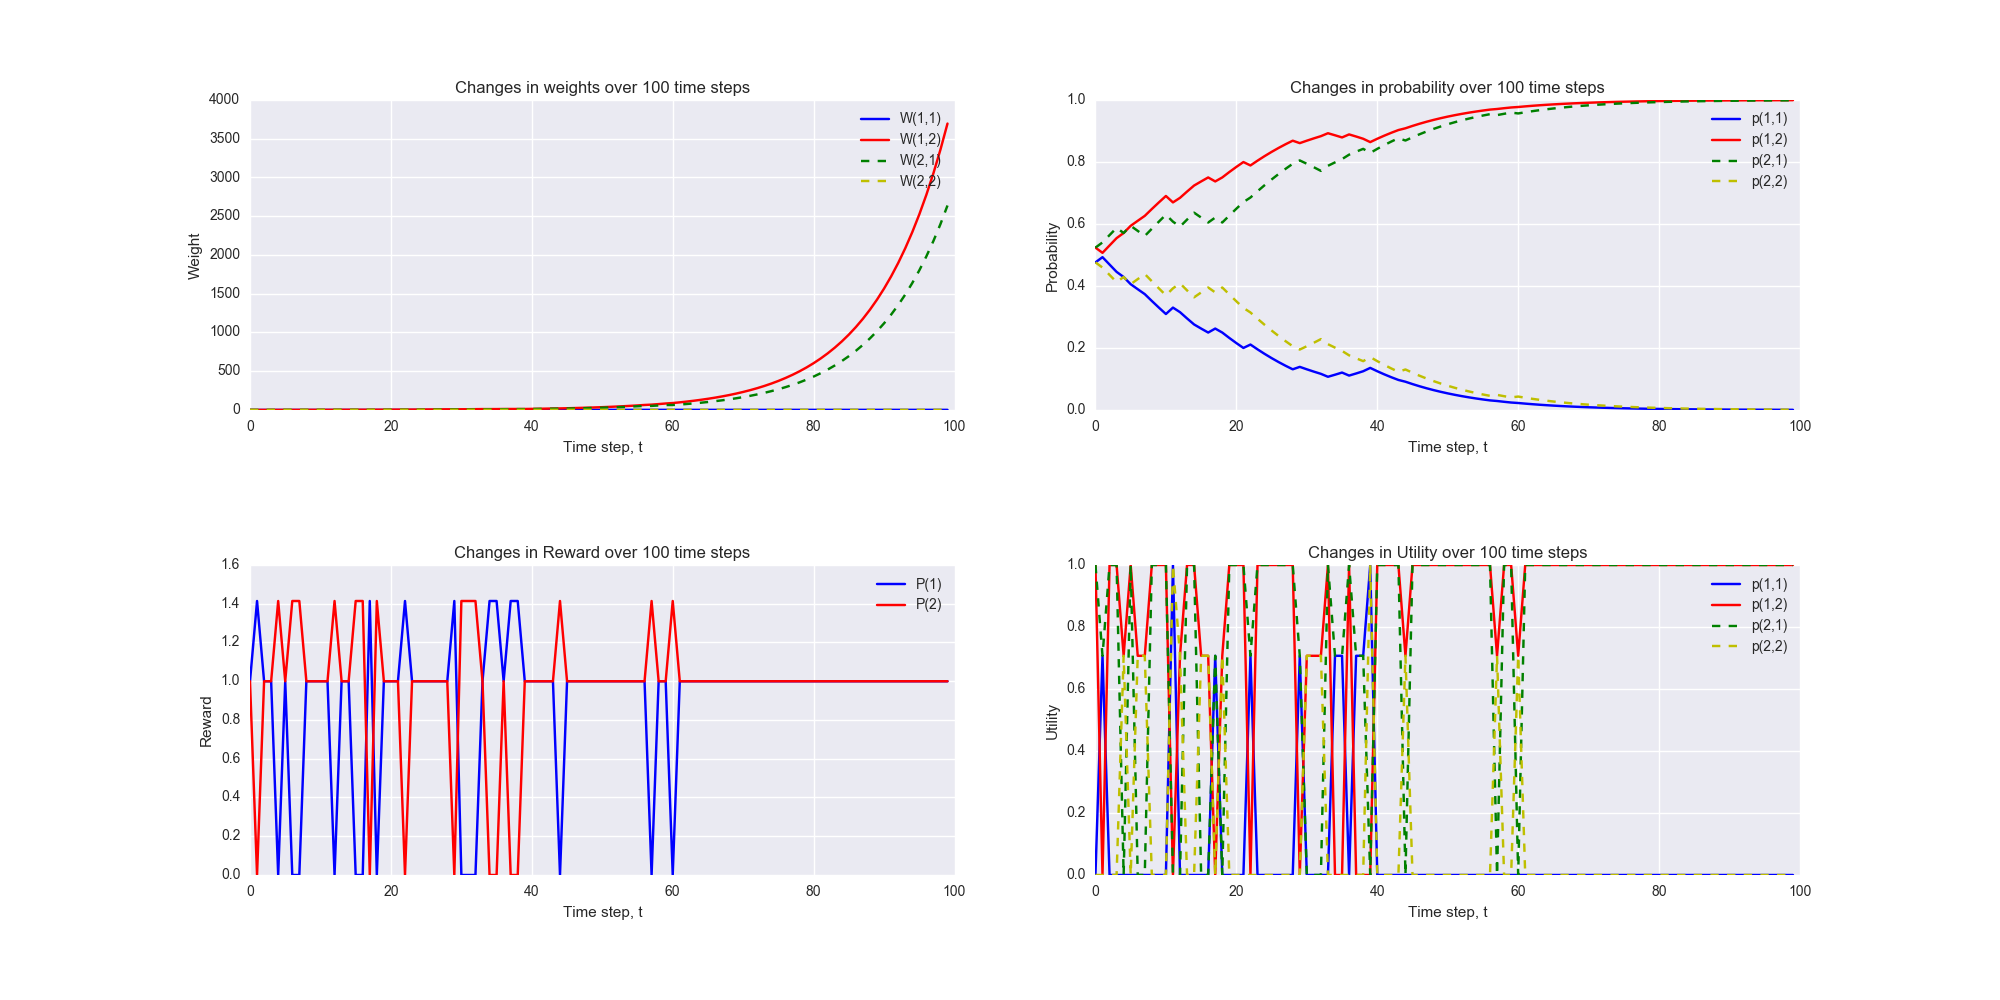 Changes in weights over 100 time steps
4000
3500
3000
2500
2000
1500
1000
500
0
Weight
W(1,1)
W(1,2)
W(2,1)
W(2,2)
0 20 40 60 80 100
Time step, t
Changes in probability over 100 time steps
1.0
0.8
0.6
0.4
0.2
0.0
Probability
p(1,1)
p(1,2)
p(2,1)
p(2,2)
0 20 40 60 80 100
Time step, t
Changes in Reward over 100 time steps
1.6
1.4
1.2
1.0
0.8
0.6
0.4
0.2
0.0
Reward
P(1)
P(2)
0 20 40 60 80 100
Time step, t
Changes in Utility over 100 time steps
1.0
0.8
0.6
0.4
0.2
0.0
Utility
p(1,1)
p(1,2)
p(2,1)
p(2,2)
0 20 40 60 80 100
Time step, t